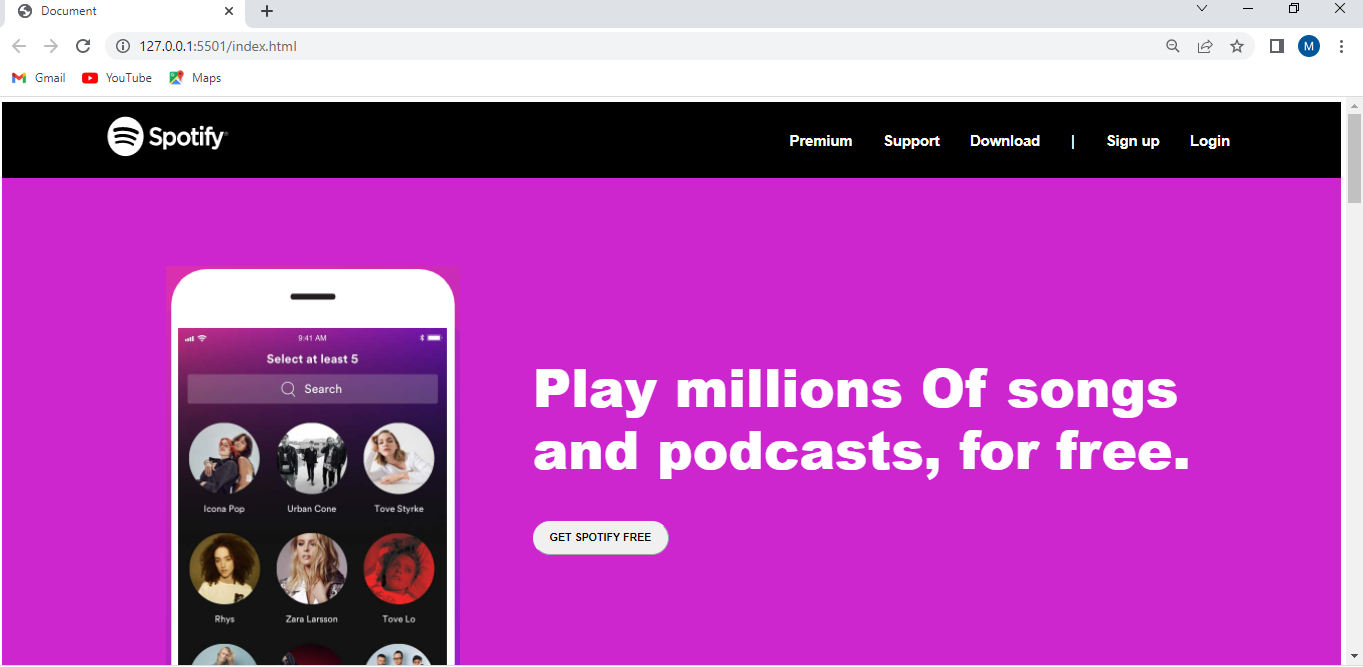 Document
127.0.0.1:5501/index.html
M
Gmail YouTube Maps
Spotify
Premium Support Download | Sign up Login
9:41 AM
Select at least 5
Search
Icona Pop Urban Cone Tove Styrke
Rhys Zara Larsson Tove Lo
Play millions Of songs
and podcasts, for free.
GET SPOTIFY FREE